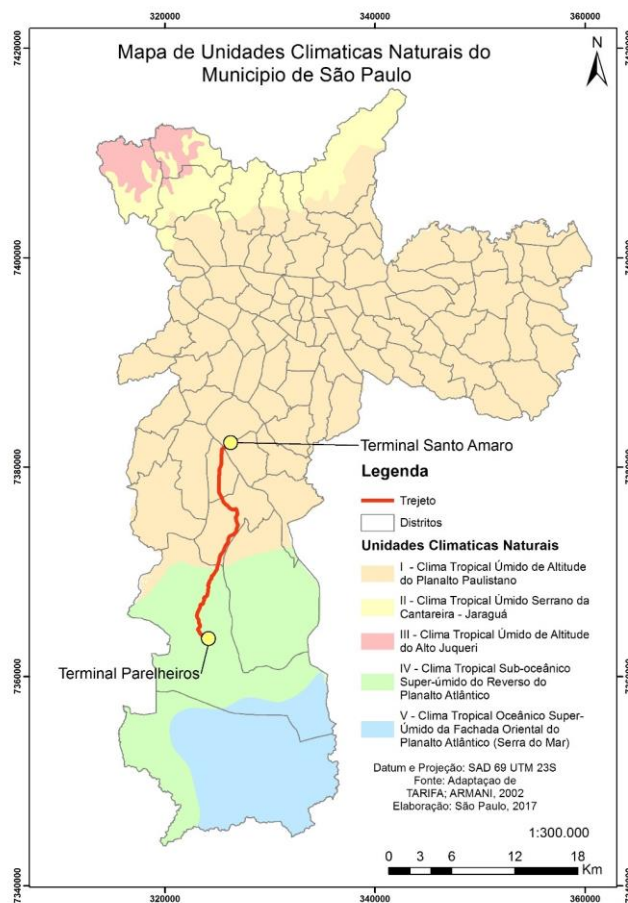 320000
340000
360000
7420000
7420000
Mapa de Unidades Climaticas Naturais do
Municipio de São Paulo
N
7400000
7400000
Terminal Santo Amaro
7380000
7380000
Legenda
Trejeto
Distritos
Unidades Climaticas Naturais
I - Clima Tropical Úmido de Altitude
do Planalto Paulistano
II - Clima Tropical Úmido Serrano da
Cantareira - Jaraguá
III - Clima Tropical Úmido de Altitude
do Alto Juqueri
IV - Clima Tropical Sub-oceânico
Super-úmido do Reverso do
Planalto Atlântico
V - Clima Tropical Oceânico Super-
Úmido da Fachada Oriental do
Planalto Atlântico (Serra do Mar)
Terminal Parelheiros
7360000
7360000
Datum e Projeção: SAD 69 UTM 23S
Fonte: Adaptaçao de
TARIFA; ARMANI, 2002
Elaboração: São Paulo, 2017
1:300.000
0 3 6 12 18
Km
7340000
7340000
320000
340000
360000